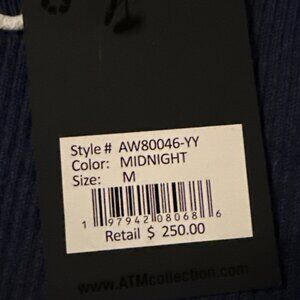 Style# AW80046-YY
Color: MIDNIGHT
Size: M
1 97942 08068 6
Retail $ 250.00
www.ATMcollection.com